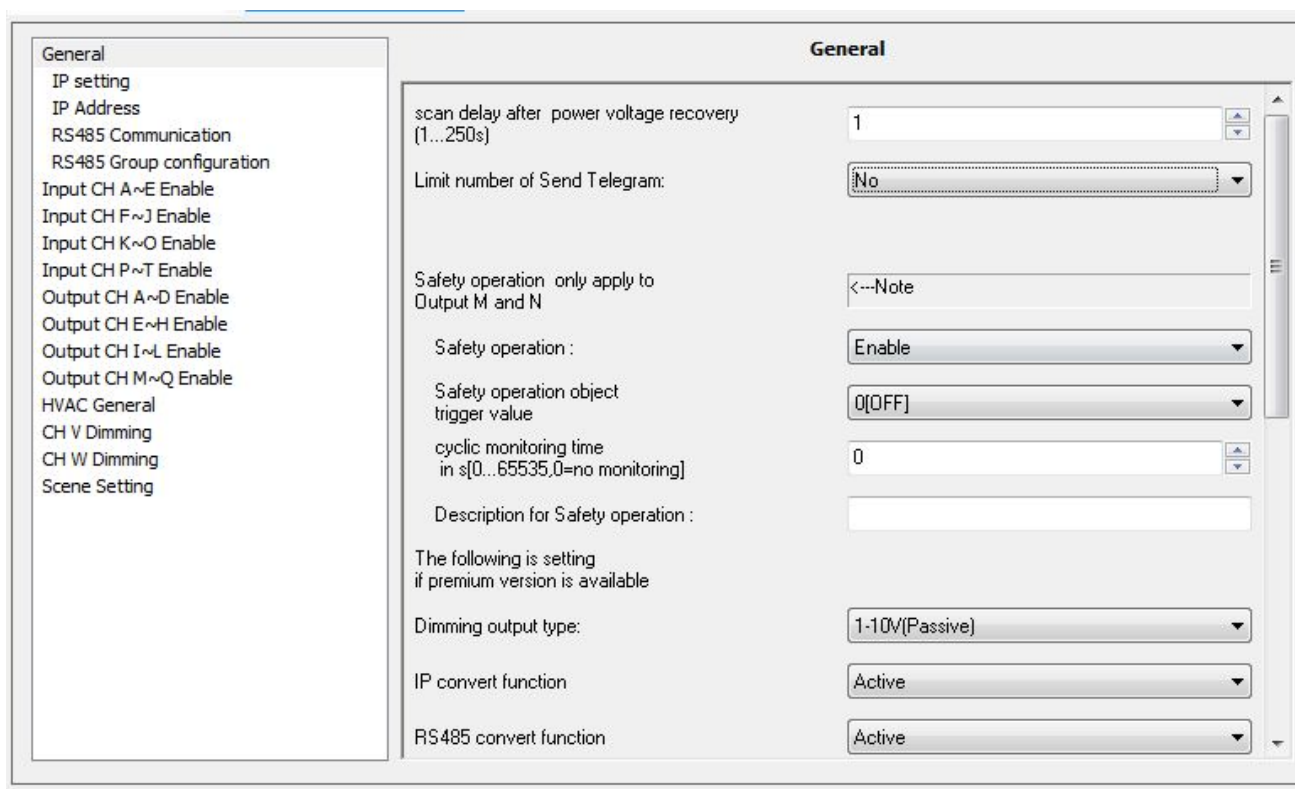 General
IP setting
IP Address
RS485 Communication
RS485 Group configuration
Input CH A~E Enable
Input CH F~J Enable
Input CH K~O Enable
Input CH P~T Enable
Output CH A~D Enable
Output CH E~H Enable
Output CH I~L Enable
Output CH M~Q Enable
HVAC General
CH V Dimming
CH W Dimming
Scene Setting
General
scan delay after power voltage recovery
(1...250s)
1
Limit number of Send Telegram:
No
Safety operation only apply to
Output M and N
<---Note
Safety operation :
Enable
Safety operation object
trigger value
0[OFF]
cyclic monitoring time
in s[0...65535,0=no monitoring]
0
Description for Safety operation :
The following is setting
if premium version is available
Dimming output type:
1-10V(Passive)
IP convert function
Active
RS485 convert function
Active